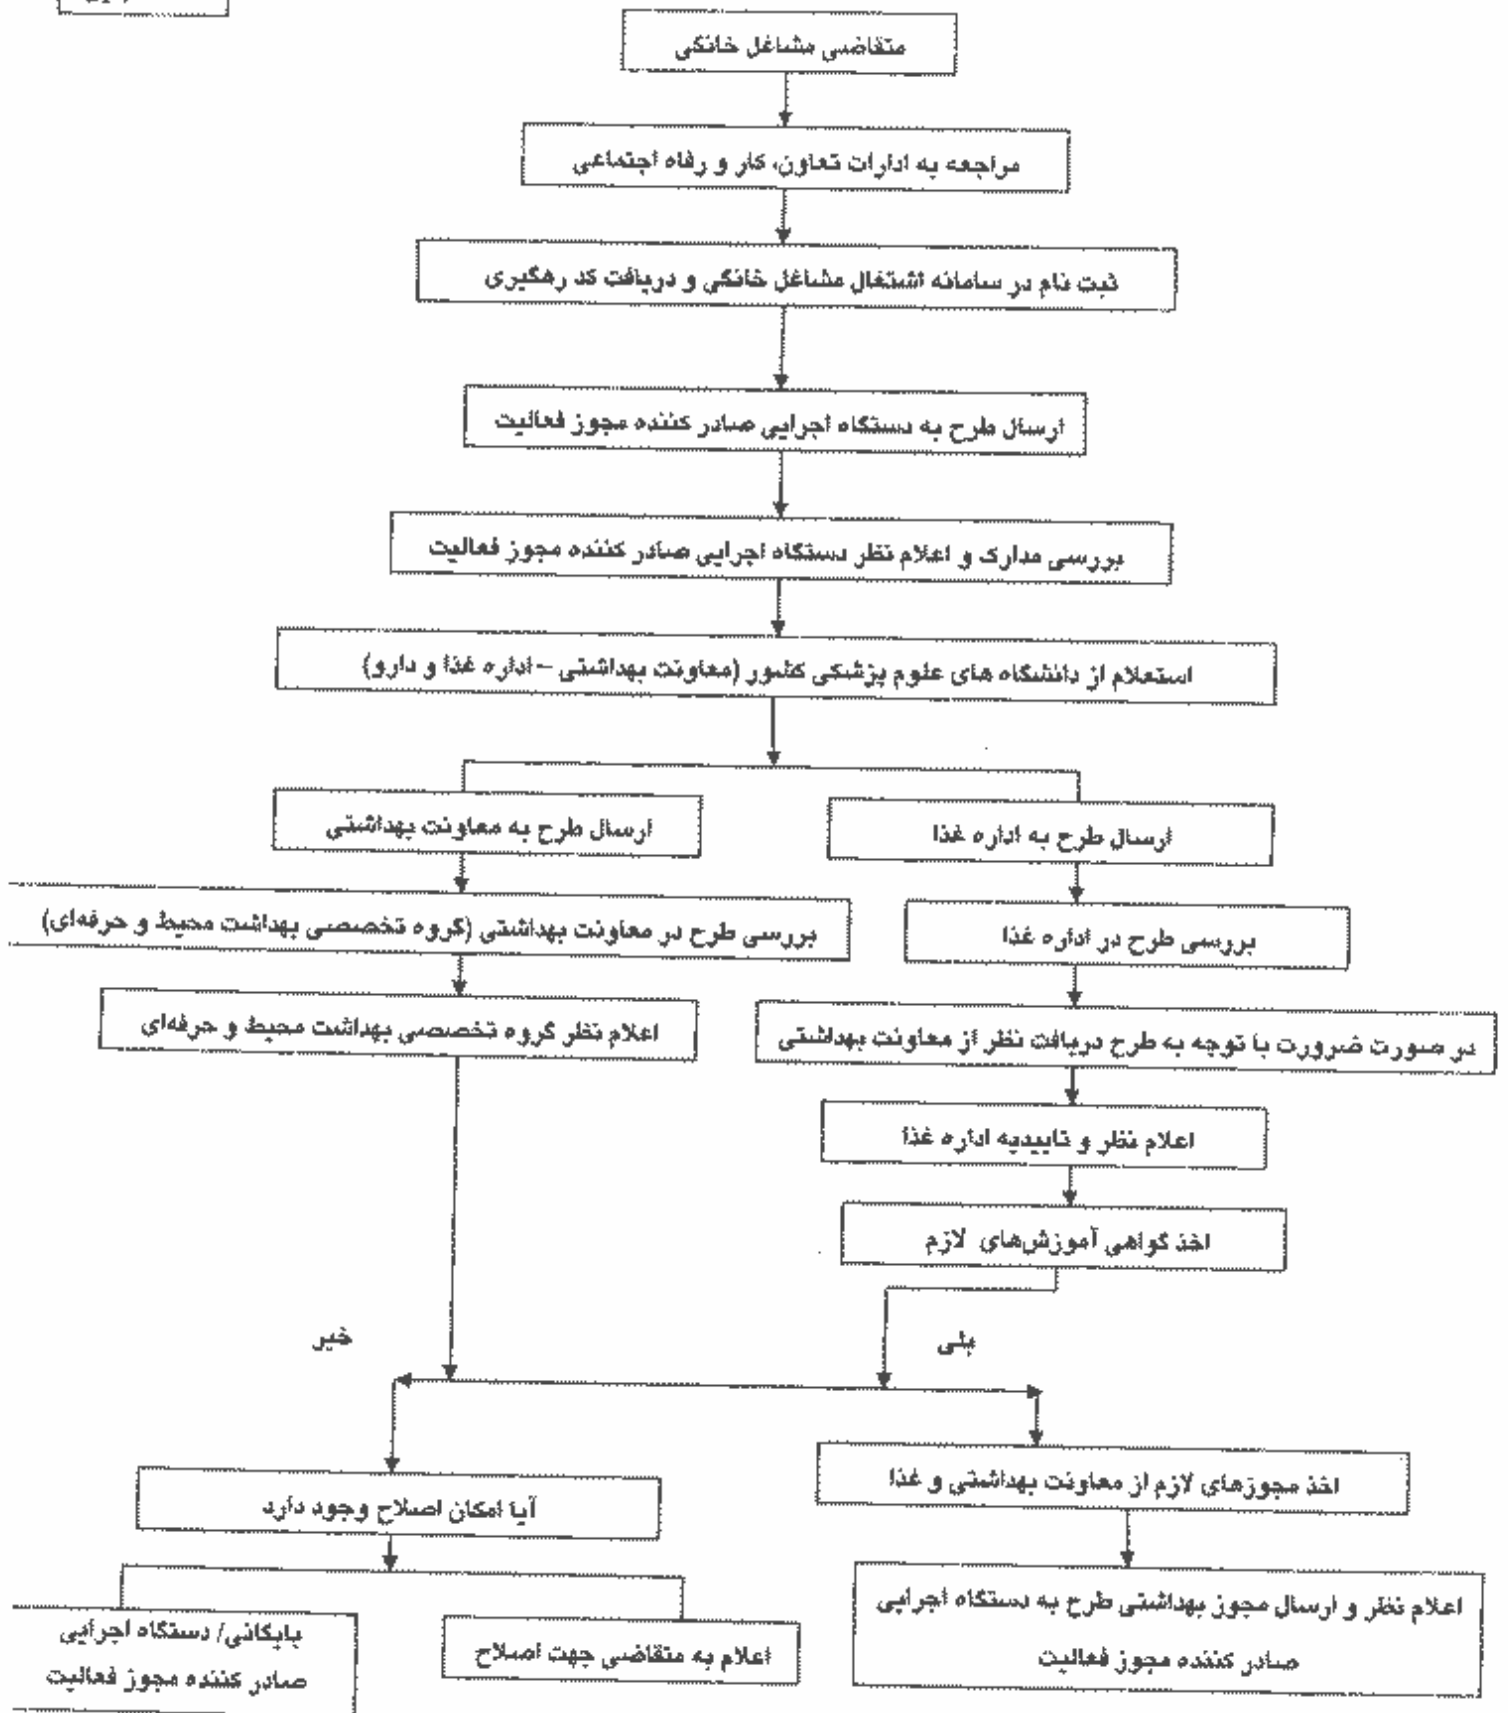 متقاضی مشاغل خانگی
مراجعه به ادارات تعاون، کار و رفاه اجتماعی
ثبت نام در سامانه اشتغال مشاغل خانگی و دریافت کد رهگیری
ارسال طرح به دستگاه اجرایی صادر کننده مجوز فعالیت
بررسی مدارک و اعلام نظر دستگاه اجرایی صادر کننده مجوز فعالیت
استعلام از دانشگاه های علوم پزشکی کشور (معاونت بهداشتی – اداره غذا و دارو)
ارسال طرح به اداره غذا
ارسال طرح به معاونت بهداشتی
بررسی طرح در اداره غذا
بررسی طرح در معاونت بهداشتی (گروه تخصصی بهداشت محیط و حرفه‌ای)
در صورت ضرورت با توجه به طرح دریافت نظر از معاونت بهداشتی
اعلام نظر گروه تخصصی بهداشت محیط و حرفه‌ای
اعلام نظر و تاییدیه اداره غذا
اخذ گواهی آموزش‌های لازم
بلی
خیر
اخذ مجوزهای لازم از معاونت بهداشتی و غذا
آیا امکان اصلاح وجود دارد
اعلام نظر و ارسال مجوز بهداشتی طرح به دستگاه اجرایی
صادر کننده مجوز فعالیت
اعلام به متقاضی جهت اصلاح
بایگانی/ دستگاه اجرایی
صادر کننده مجوز فعالیت